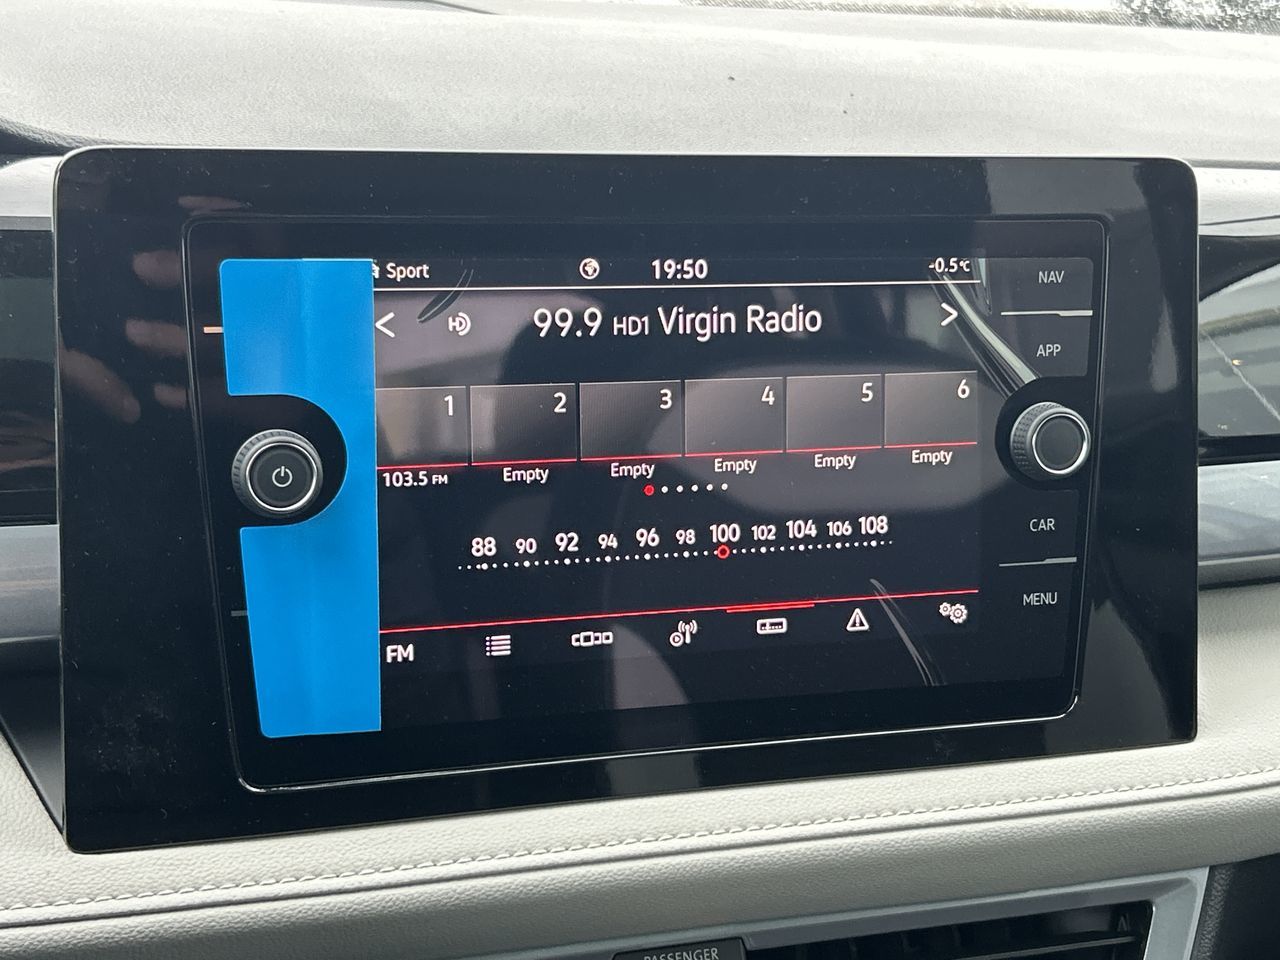 Sport 19:50 -0.5°C NAV
< HD 99.9 HD1 Virgin Radio >
APP
1 2 3 4 5 6
103.5 FM Empty Empty Empty Empty Empty
88 90 92 94 96 98 100 102 104 106 108
CAR
MENU
FM
PASSENGER